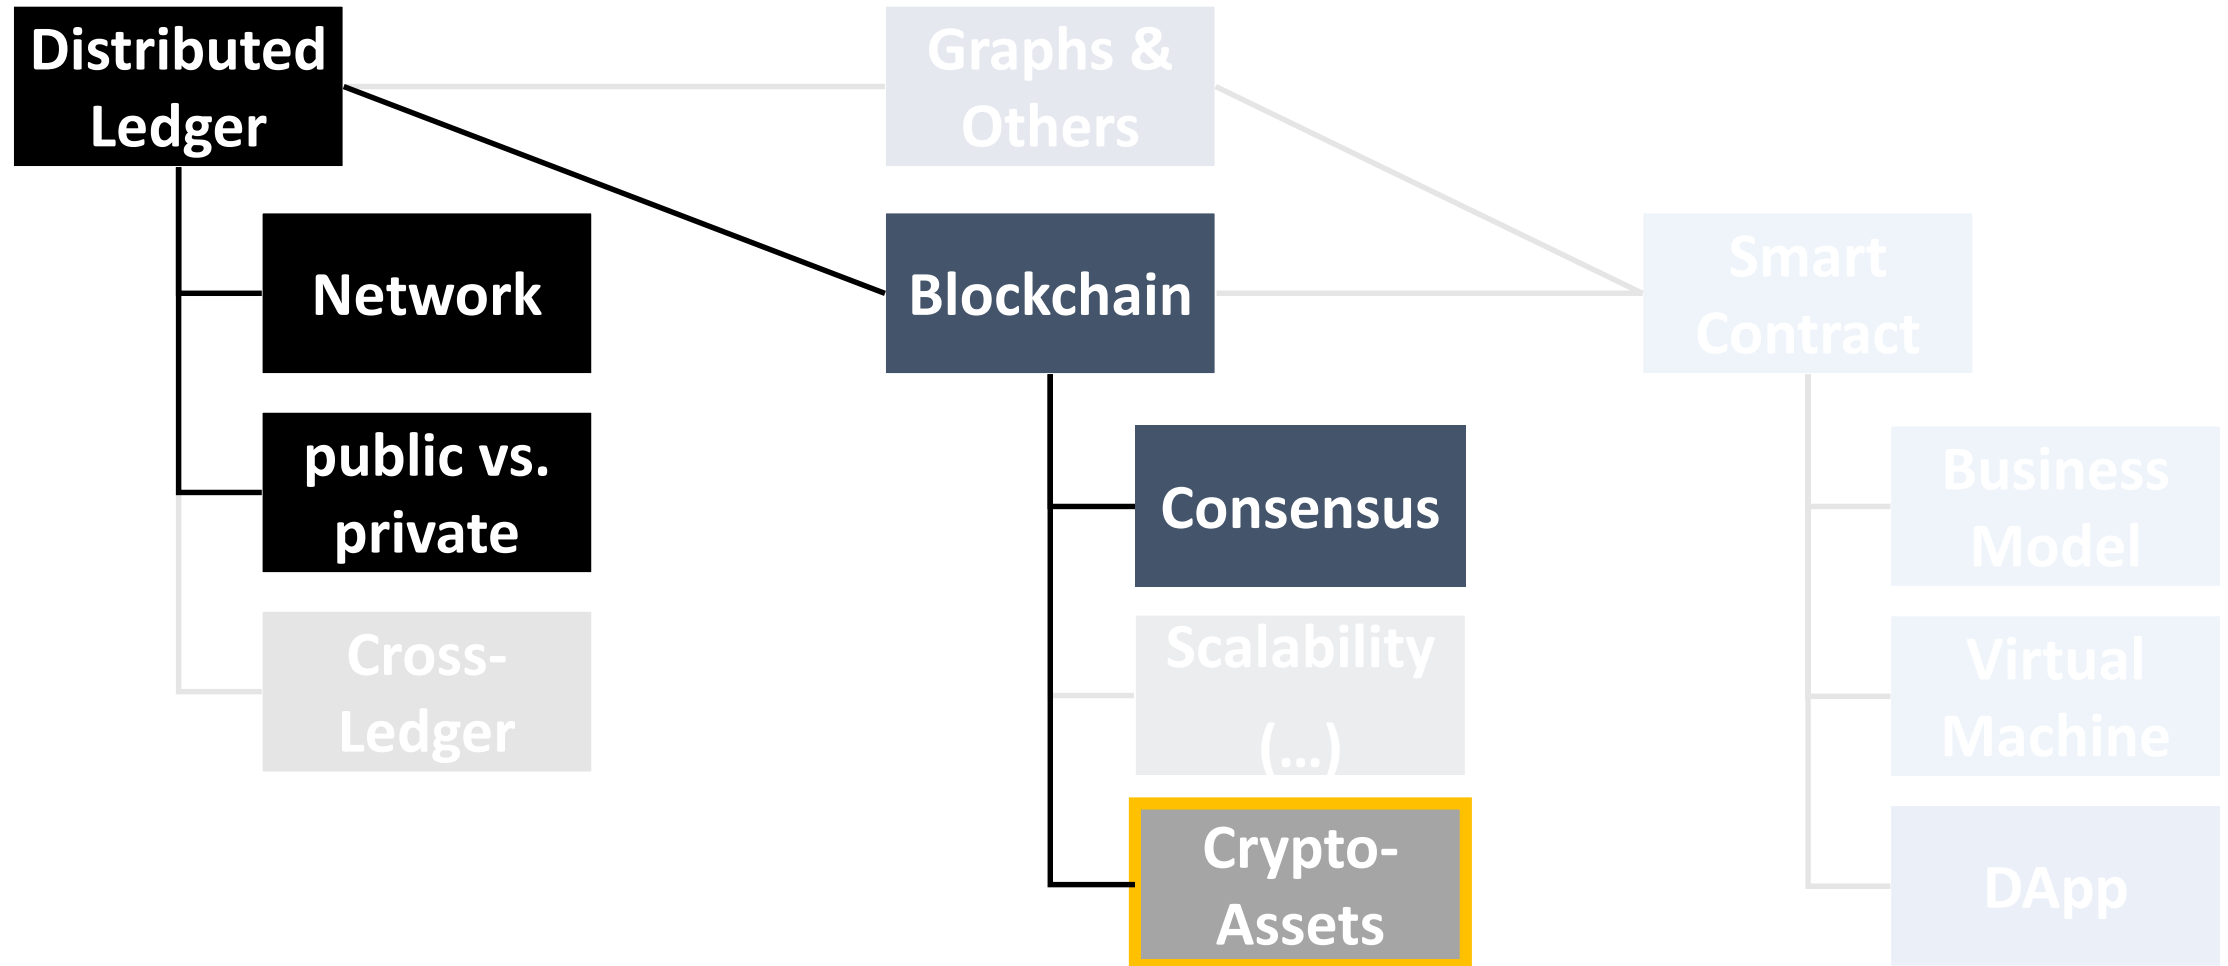 Distributed
Ledger
Graphs &
Others
Network
Blockchain
Smart
Contract
public vs.
private
Consensus
Business
Model
Cross-
Ledger
Scalability
(...)
Virtual
Machine
Crypto-
Assets
DApp